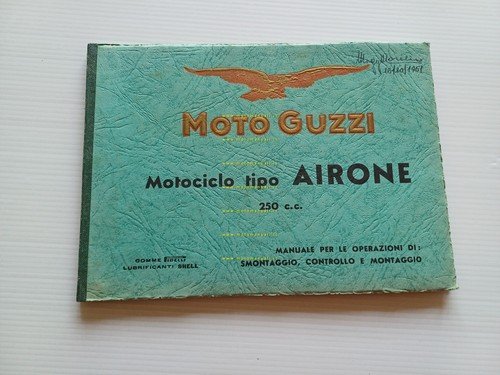 MOTO GUZZI
Motociclo tipo AIRONE
250 c.c.
MANUALE PER LE OPERAZIONI DI:
SMONTAGGIO, CONTROLLO E MONTAGGIO
GOMME PIRELLI
LUBRIFICANTI SHELL